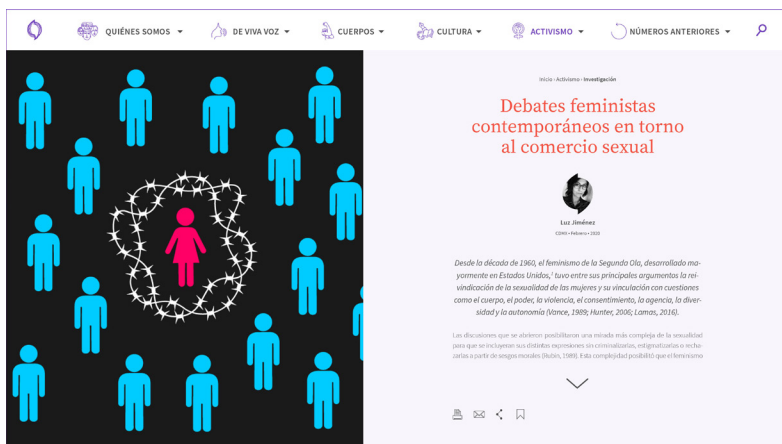 QUIÉNES SOMOS
DE VIVA VOZ
CUERPOS
CULTURA
ACTIVISMO
NÚMEROS ANTERIORES
Inicio › Activismo › Investigación
Debates feministas
contemporáneos en torno
al comercio sexual
Luz Jiménez
CDMX • Febrero • 2020
Desde la década de 1960, el feminismo de la Segunda Ola, desarrollado ma-
yormente en Estados Unidos,¹ tuvo entre sus principales argumentos la rei-
vindicación de la sexualidad de las mujeres y su vinculación con cuestiones
como el cuerpo, el poder, la violencia, el consentimiento, la agencia, la diver-
sidad y la autonomía (Vance, 1989; Hunter, 2006; Lamas, 2016).
Las discusiones que se abrieron posibilitaron una mirada más compleja de la sexualidad
para que se incluyeron sus distintas expresiones sin criminalizarlas, estigmatizarlas o recha-
zarlas a partir de sesgos morales (Rubin, 1989). Esta complejidad posibilitó que el feminismo